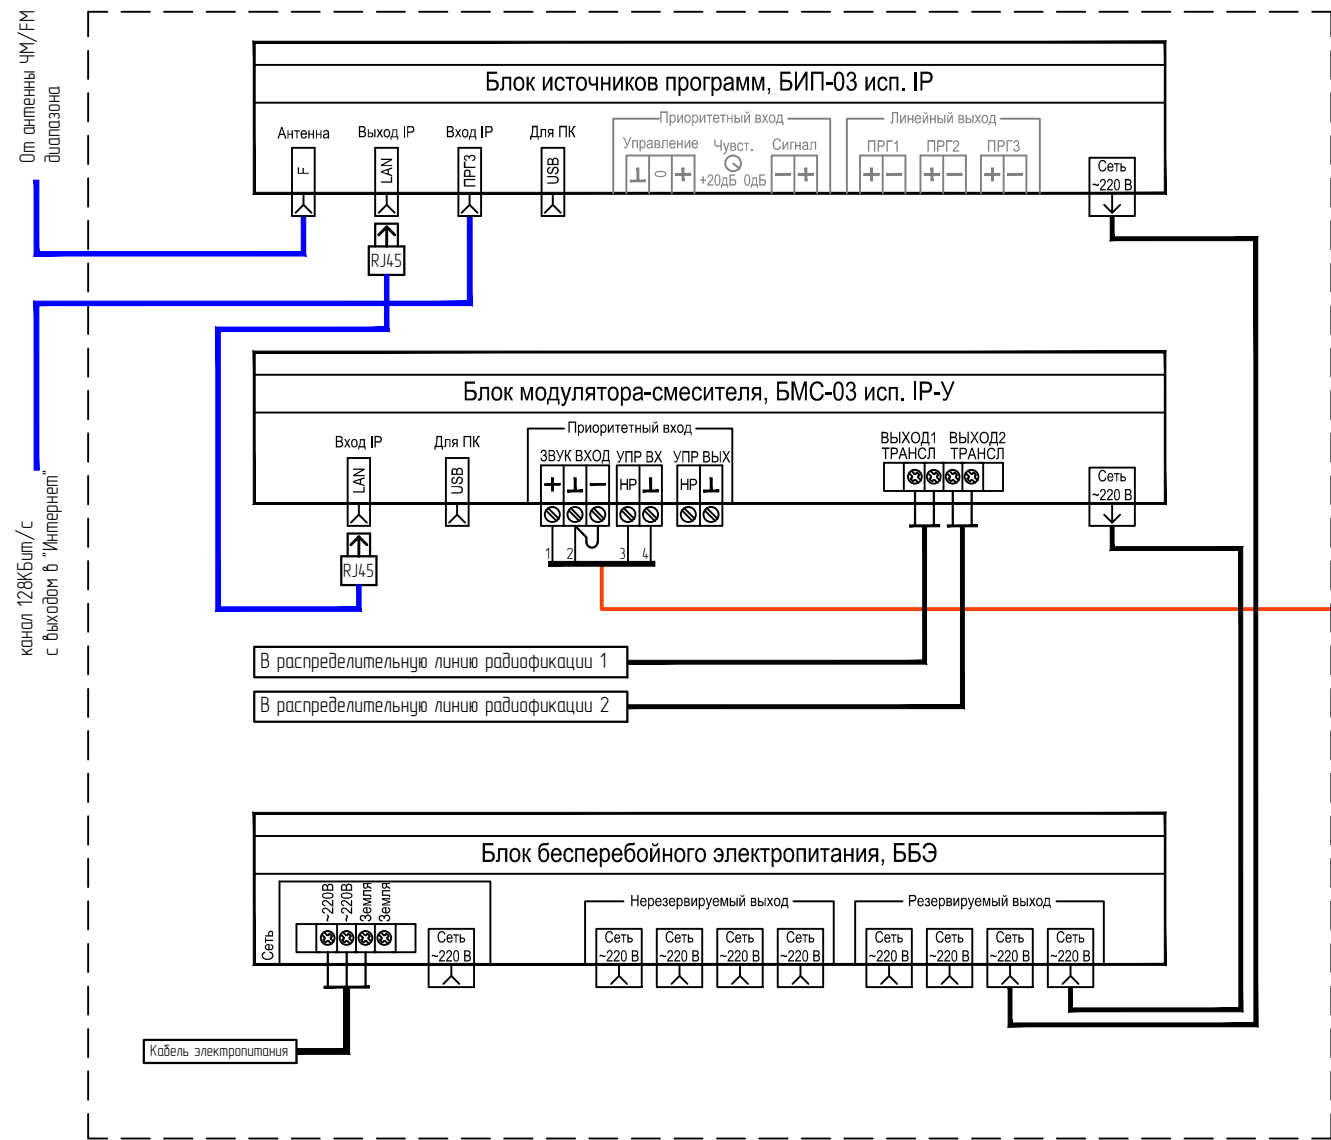 От антенны ЧМ/FM
диапазона
канал 128КБит/с
с выходом в "Интернет"
Блок источников программ, БИП-03 исп. IP
Антенна
Выход IP
Вход IP
Для ПК
F
LAN
ПРГ3
USB
Приоритетный вход
Управление
Чувст.
Сигнал
0
+
+20дБ 0дБ
− +
Линейный выход
ПРГ1
ПРГ2
ПРГ3
+ −
+ −
+ −
Сеть
~220 В
RJ45
Блок модулятора-смесителя, БМС-03 исп. IP-У
Вход IP
Для ПК
LAN
USB
Приоритетный вход
ЗВУК ВХОД
УПР ВХ
УПР ВЫХ
+ ⊥ −
НР ⊥
НР ⊥
1 2 3 4
ВЫХОД1 ВЫХОД2
ТРАНСЛ ТРАНСЛ
Сеть
~220 В
RJ45
В распределительную линию радиофикации 1
В распределительную линию радиофикации 2
Блок бесперебойного электропитания, ББЭ
Сеть
~220В
~220В
Земля
Земля
Сеть
~220 В
Нерезервируемый выход
Сеть
~220 В
Сеть
~220 В
Сеть
~220 В
Сеть
~220 В
Резервируемый выход
Сеть
~220 В
Сеть
~220 В
Сеть
~220 В
Сеть
~220 В
Кабель электропитания